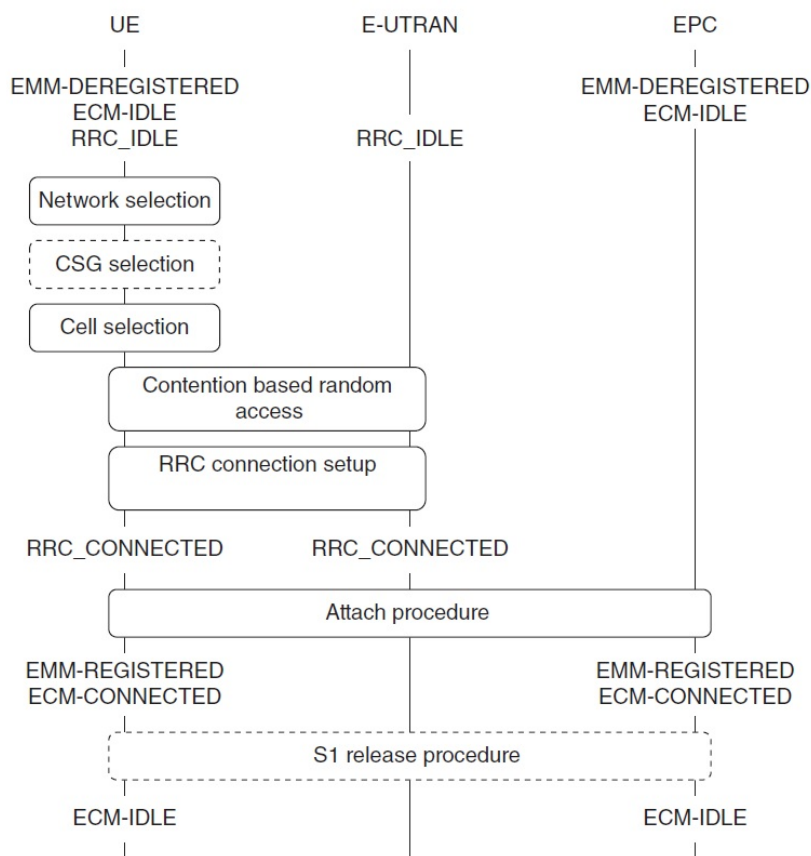 UE E-UTRAN EPC
EMM-DEREGISTERED EMM-DEREGISTERED
ECM-IDLE ECM-IDLE
RRC_IDLE RRC_IDLE
Network selection
CSG selection
Cell selection
Contention based random
access
RRC connection setup
RRC_CONNECTED RRC_CONNECTED
Attach procedure
EMM-REGISTERED EMM-REGISTERED
ECM-CONNECTED ECM-CONNECTED
S1 release procedure
ECM-IDLE ECM-IDLE